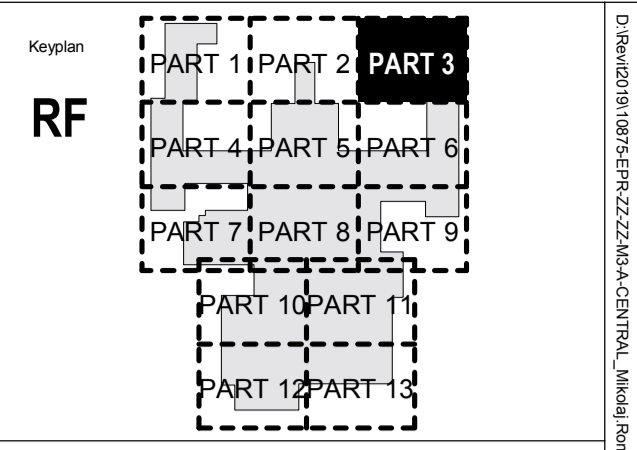 Keyplan
RF
PART 1 PART 2 PART 3
PART 4 PART 5 PART 6
PART 7 PART 8 PART 9
PART 10 PART 11
PART 12 PART 13
D:\Revit2019\10875-EPR-ZZ-ZZ-M3-A-CENTRAL_Mikolaj.Ron